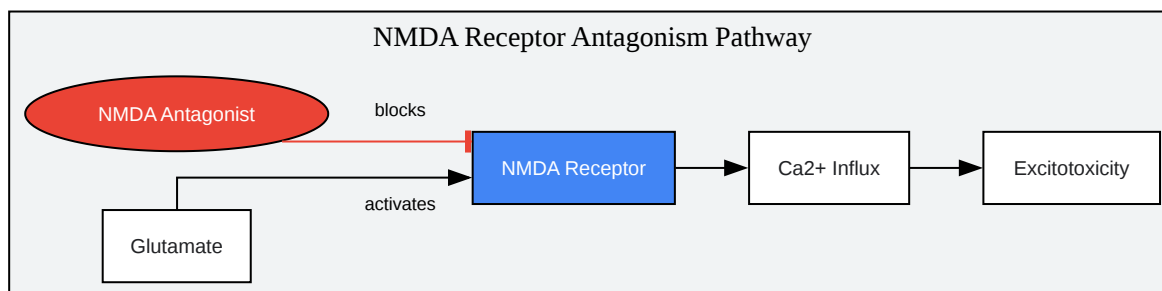 NMDA Receptor Antagonism Pathway
NMDA Antagonist
blocks
NMDA Receptor
Ca2+ Influx
Excitotoxicity
activates
Glutamate